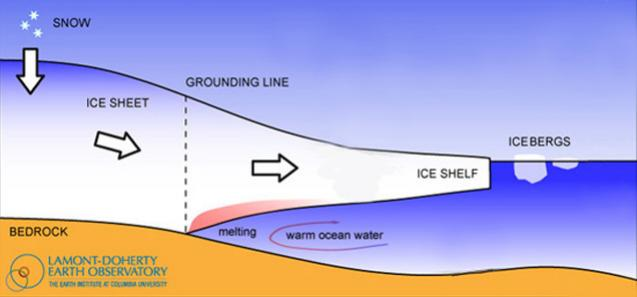 SNOW
GROUNDING LINE
ICE SHEET
ICEBERGS
ICE SHELF
BEDROCK
melting
warm ocean water
LAMONT-DOHERTY
EARTH OBSERVATORY
THE EARTH INSTITUTE AT COLUMBIA UNIVERSITY